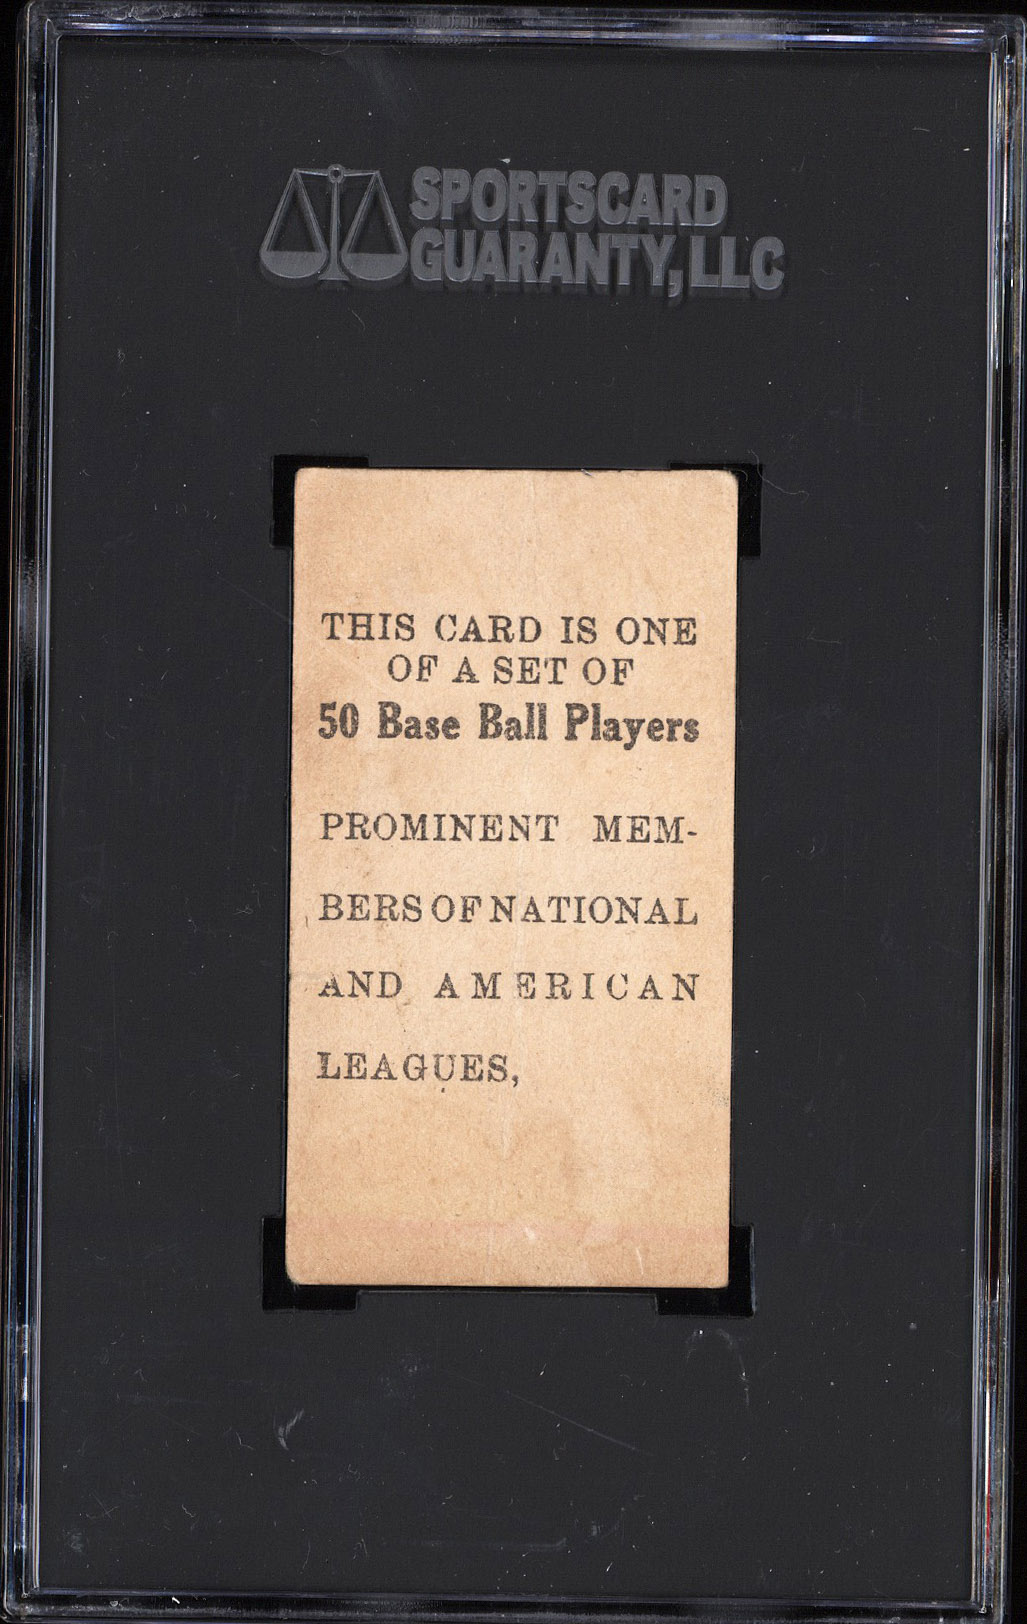 SPORTSCARD
GUARANTY, LLC
THIS CARD IS ONE
OF A SET OF
50 Base Ball Players
PROMINENT MEM-
BERS OF NATIONAL
AND AMERICAN
LEAGUES,